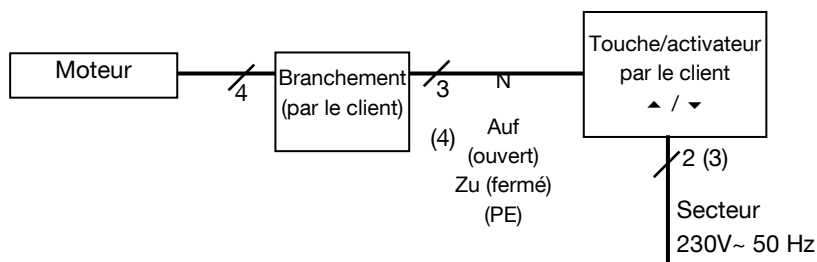 Moteur
4
Branchement
(par le client)
3
(4)
N
Auf
(ouvert)
Zu (fermé)
(PE)
Touche/activateur
par le client
▲ / ▼
2 (3)
Secteur
230V~ 50 Hz